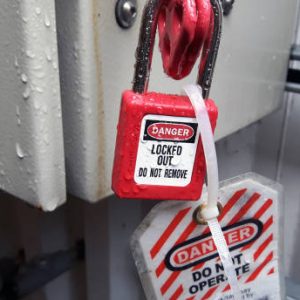 DANGER
LOCKED
OUT
DO NOT REMOVE
DANGER
DO NOT
OPERATE